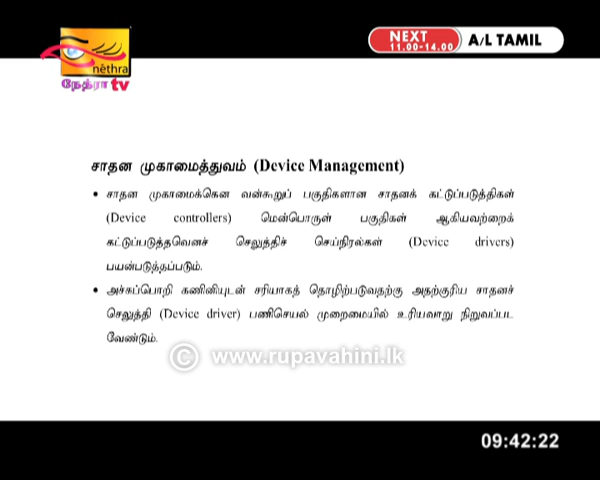 NEXT
11.00-14.00
A/L TAMIL
nēthra
நேத்ரா tv
சாதன முகாமைத்துவம் (Device Management)
• சாதன முகாமைக்கென வன்கூறுப் பகுதிகளான சாதனக் கட்டுப்படுத்திகள்
(Device controllers) மென்பொருள் பகுதிகள் ஆகியவற்றைக்
கட்டுப்படுத்தவெனச் செலுத்திச் செய்நிரல்கள் (Device drivers)
பயன்படுத்தப்படும்.
• அச்சுப்பொறி கணினியுடன் சரியாகத் தொழிற்படுவதற்கு அதற்குரிய சாதனச்
செலுத்தி (Device driver) பணிசெயல் முறைமையில் உரியவாறு நிறுவப்பட
வேண்டும்.
© www.rupavahini.lk
09:42:22